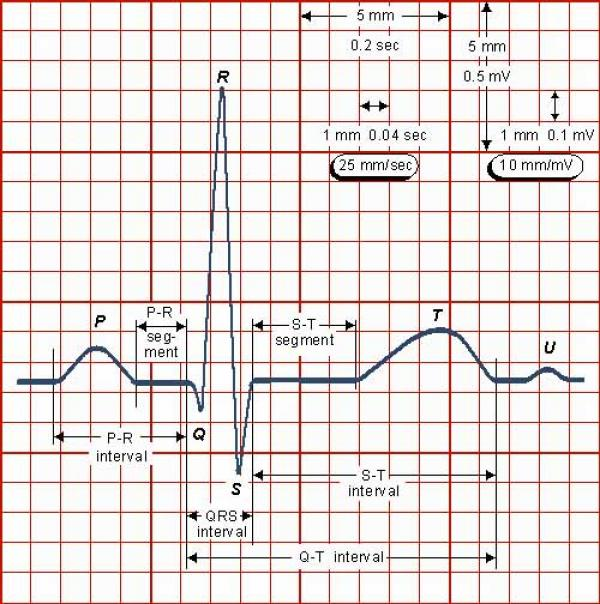 5 mm
0.2 sec
5 mm
0.5 mV
R
1 mm 0.04 sec
1 mm 0.1 mV
25 mm/sec
10 mm/mV
P
P-R
seg-
ment
S-T
segment
T
U
P-R
interval
Q
S
S-T
interval
QRS
interval
Q-T interval